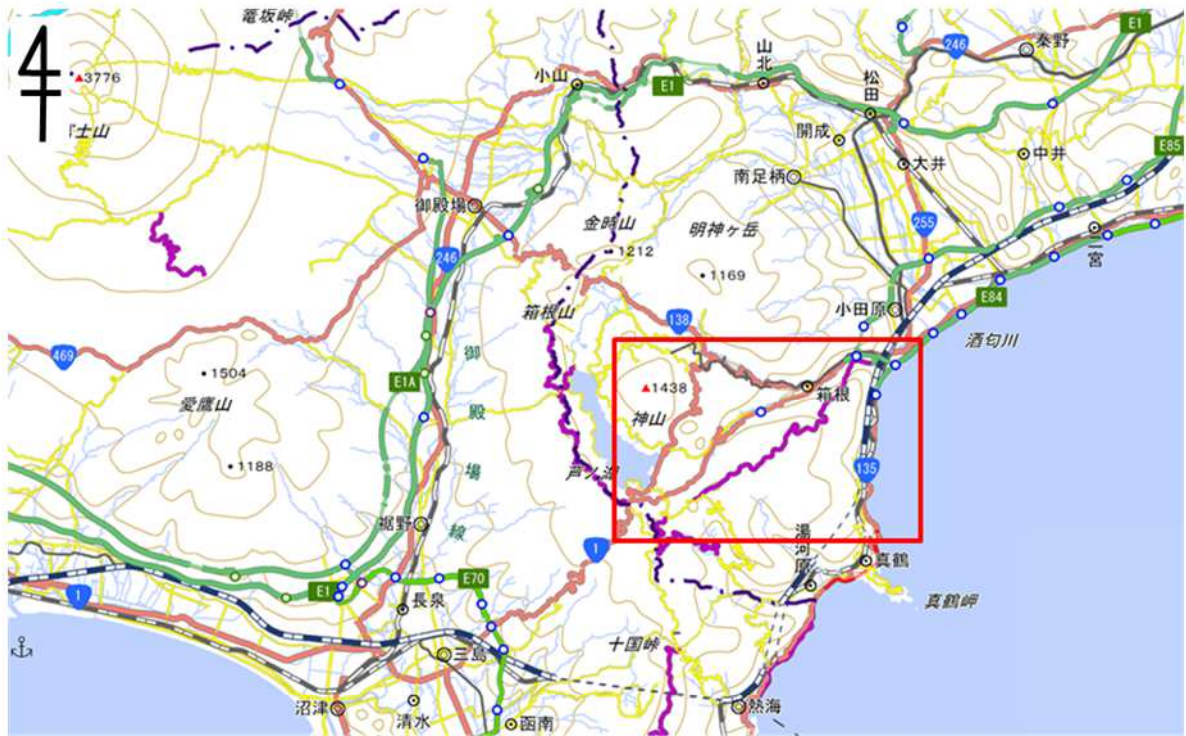 籠坂峠
3776
士山
小山
E1
山北
松田
246
秦野
E1
開成
大井
中井
E85
南足柄
御殿場
金時山
明神ヶ岳
1212
1169
255
二宮
246
箱根山
小田原
E84
酒匂川
138
469
1504
E1A
愛鷹山
1188
御殿場線
1438
神山
箱根
芦ノ湖
135
裾野
湯河原
真鶴
真鶴岬
1
1
E1
E70
長泉
十国峠
三島
沼津
清水
函南
熱海